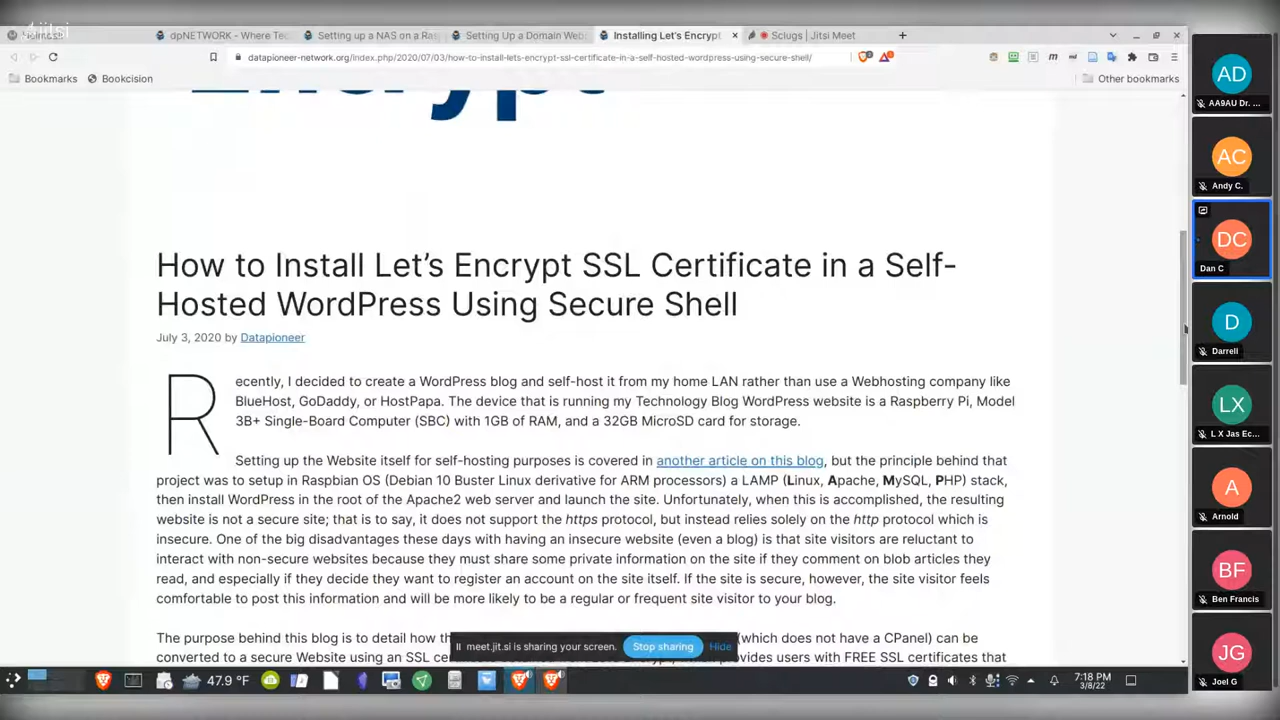 jitsi
dpNETWORK - Where Tec
Setting up a NAS on a Ras
Setting Up a Domain Webs
Installing Let's Encrypt
Sclugs | Jitsi Meet
datapioneer-network.org/index.php/2020/07/03/how-to-install-lets-encrypt-ssl-certificate-in-a-self-hosted-wordpress-using-secure-shell/
Bookmarks
Bookcision
Other bookmarks
Encrypt
How to Install Let's Encrypt SSL Certificate in a Self-
Hosted WordPress Using Secure Shell
July 3, 2020 by Datapioneer
Recently, I decided to create a WordPress blog and self-host it from my home LAN rather than use a Webhosting company like
BlueHost, GoDaddy, or HostPapa. The device that is running my Technology Blog WordPress website is a Raspberry Pi, Model
3B+ Single-Board Computer (SBC) with 1GB of RAM, and a 32GB MicroSD card for storage.
Setting up the Website itself for self-hosting purposes is covered in another article on this blog, but the principle behind that
project was to setup in Raspbian OS (Debian 10 Buster Linux derivative for ARM processors) a LAMP (Linux, Apache, MySQL, PHP) stack,
then install WordPress in the root of the Apache2 web server and launch the site. Unfortunately, when this is accomplished, the resulting
website is not a secure site; that is to say, it does not support the https protocol, but instead relies solely on the http protocol which is
insecure. One of the big disadvantages these days with having an insecure website (even a blog) is that site visitors are reluctant to
interact with non-secure websites because they must share some private information on the site if they comment on blob articles they
read, and especially if they decide they want to register an account on the site itself. If the site is secure, however, the site visitor feels
comfortable to post this information and will be more likely to be a regular or frequent site visitor to your blog.
The purpose behind this blog is to detail how th
(which does not have a CPanel) can be
converted to a secure Website using an SSL ce
provides users with FREE SSL certificates that
meet.jit.si is sharing your screen.
Stop sharing
Hide
47.9 °F
7:18 PM
3/8/22
AD
AA9AU Dr. ...
AC
Andy C.
DC
Dan C
D
Darrell
LX
L X Jas Ec...
A
Arnold
BF
Ben Francis
JG
Joel G